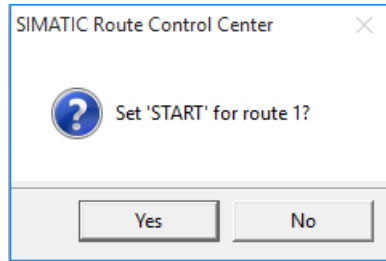 SIMATIC Route Control Center
Set 'START' for route 1?
Yes
No